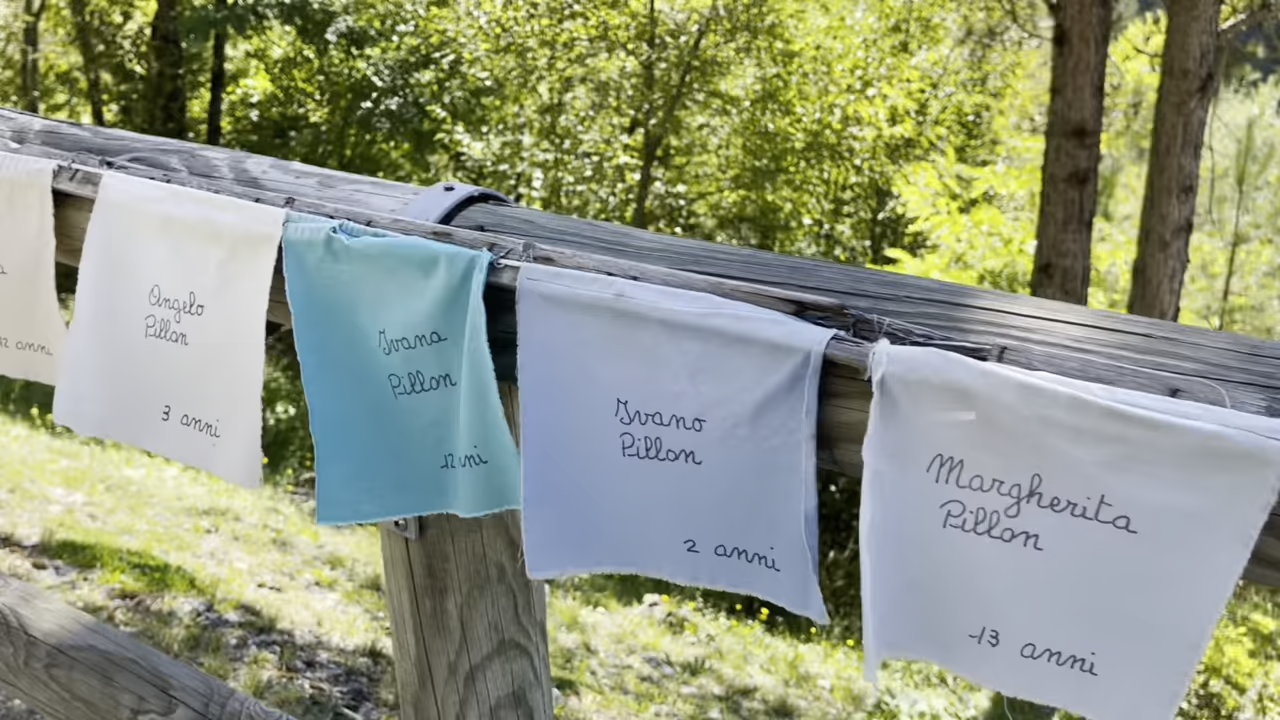 12 anni
Angelo
Pillon
3 anni
Ivana
Pillon
Ivano
Pillon
2 anni
Margherita
Pillon
13 anni